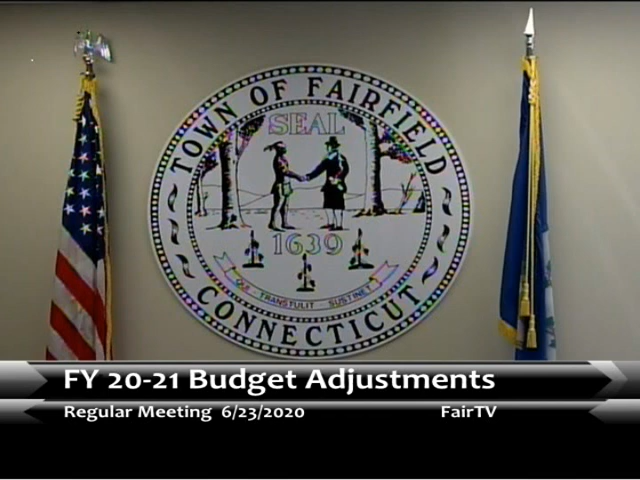 TOWN OF FAIRFIELD
SEAL
1639
QUI TRANSTULIT SUSTINET
CONNECTICUT
FY 20-21 Budget Adjustments
Regular Meeting 6/23/2020 FairTV